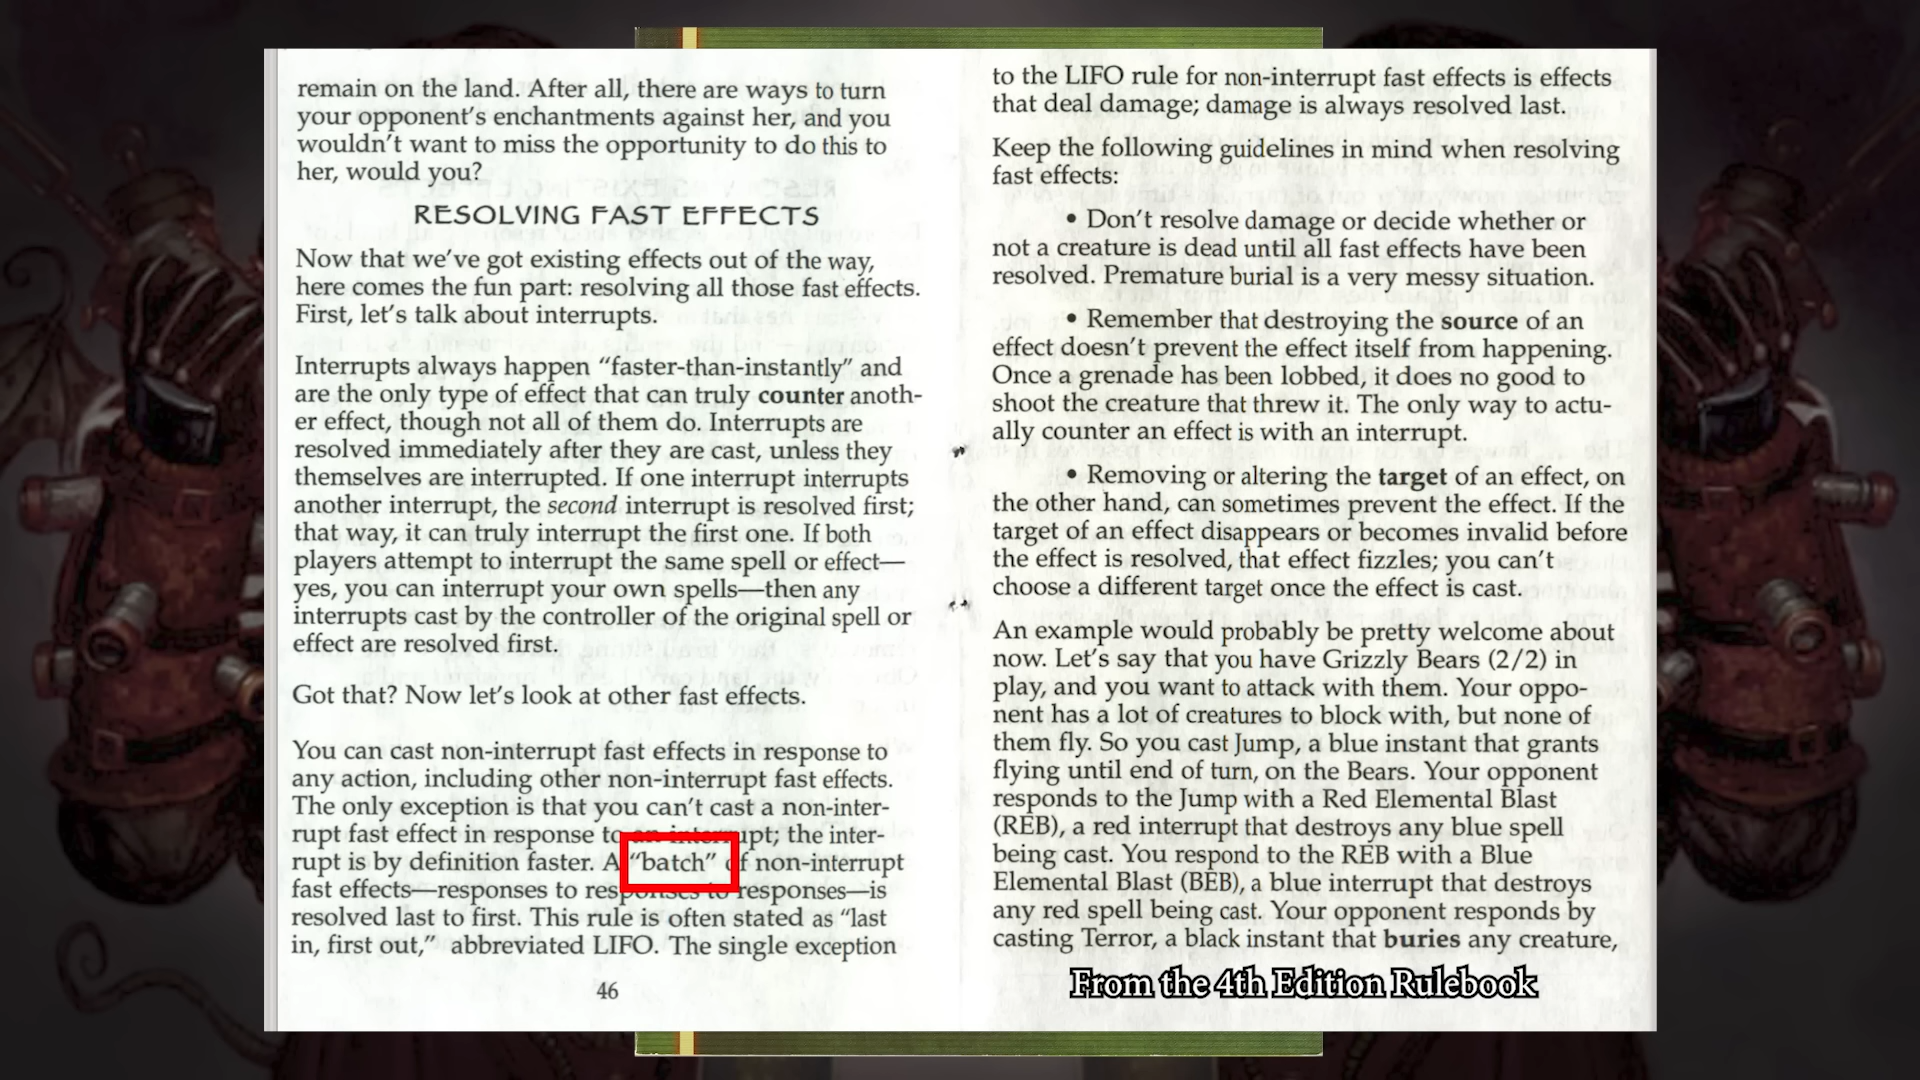 remain on the land. After all, there are ways to turn
your opponent's enchantments against her, and you
wouldn't want to miss the opportunity to do this to
her, would you?
RESOLVING FAST EFFECTS
Now that we've got existing effects out of the way,
here comes the fun part: resolving all those fast effects.
First, let's talk about interrupts.
Interrupts always happen “faster-than-instantly” and
are the only type of effect that can truly counter anoth-
er effect, though not all of them do. Interrupts are
resolved immediately after they are cast, unless they
themselves are interrupted. If one interrupt interrupts
another interrupt, the second interrupt is resolved first;
that way, it can truly interrupt the first one. If both
players attempt to interrupt the same spell or effect—
yes, you can interrupt your own spells—then any
interrupts cast by the controller of the original spell or
effect are resolved first.
Got that? Now let's look at other fast effects.
You can cast non-interrupt fast effects in response to
any action, including other non-interrupt fast effects.
The only exception is that you can't cast a non-inter-
rupt fast effect in response to an interrupt; the inter-
rupt is by definition faster. A “batch” of non-interrupt
fast effects—responses to responses to responses—is
resolved last to first. This rule is often stated as “last
in, first out,” abbreviated LIFO. The single exception
46
to the LIFO rule for non-interrupt fast effects is effects
that deal damage; damage is always resolved last.
Keep the following guidelines in mind when resolving
fast effects:
• Don't resolve damage or decide whether or
not a creature is dead until all fast effects have been
resolved. Premature burial is a very messy situation.
• Remember that destroying the source of an
effect doesn't prevent the effect itself from happening.
Once a grenade has been lobbed, it does no good to
shoot the creature that threw it. The only way to actu-
ally counter an effect is with an interrupt.
• Removing or altering the target of an effect, on
the other hand, can sometimes prevent the effect. If the
target of an effect disappears or becomes invalid before
the effect is resolved, that effect fizzles; you can't
choose a different target once the effect is cast.
An example would probably be pretty welcome about
now. Let's say that you have Grizzly Bears (2/2) in
play, and you want to attack with them. Your oppo-
nent has a lot of creatures to block with, but none of
them fly. So you cast Jump, a blue instant that grants
flying until end of turn, on the Bears. Your opponent
responds to the Jump with a Red Elemental Blast
(REB), a red interrupt that destroys any blue spell
being cast. You respond to the REB with a Blue
Elemental Blast (BEB), a blue interrupt that destroys
any red spell being cast. Your opponent responds by
casting Terror, a black instant that buries any creature,
From the 4th Edition Rulebook